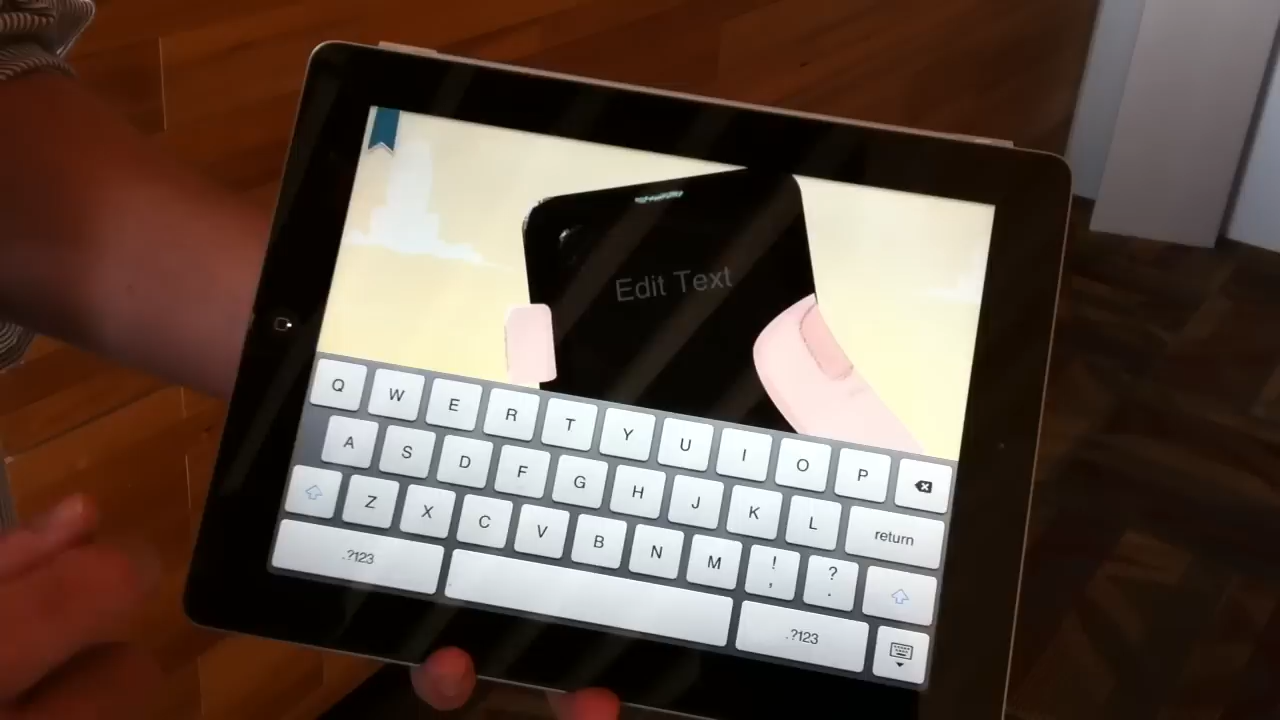 Edit Text
Q W E R T Y U I O P
A S D F G H J K L return
Z X C V B N M ! , ? .
.?123 .?123